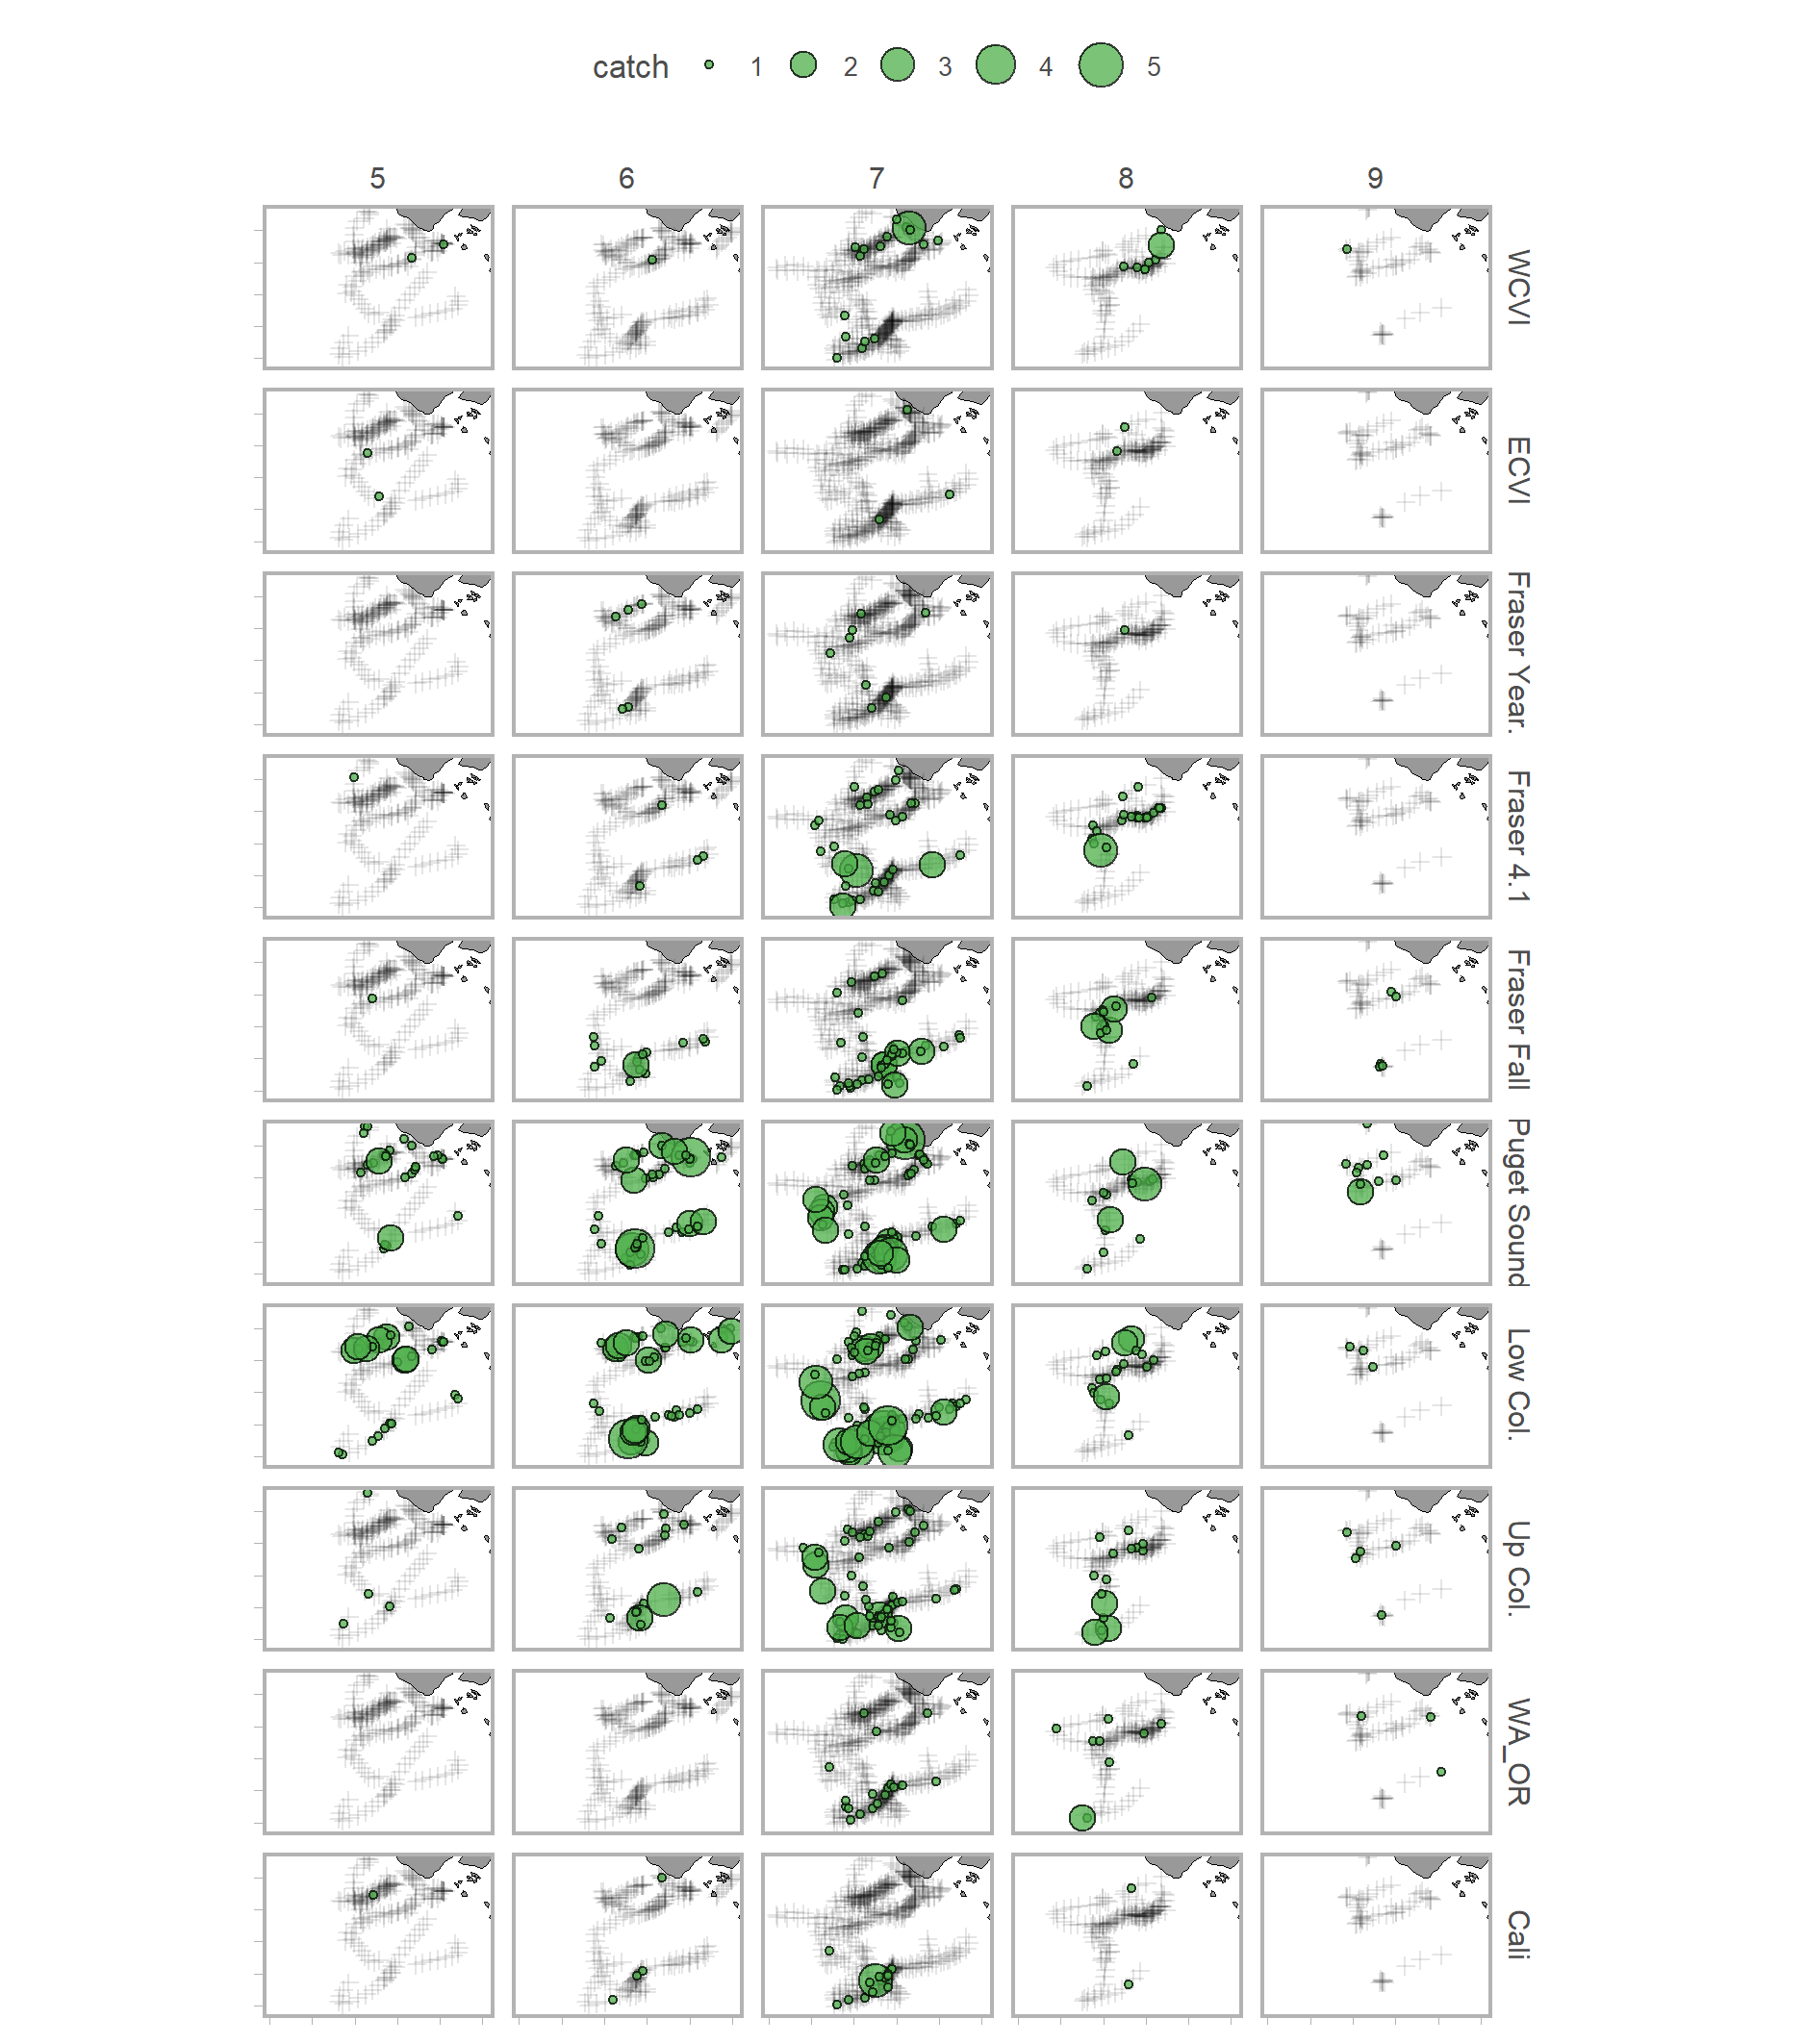 catch 1 2 3 4 5
5 6 7 8 9
WCVI
ECVI
Fraser Year.
Fraser 4.1
Fraser Fall
Puget Sound
Low Col.
Up Col.
WA_OR
Cali